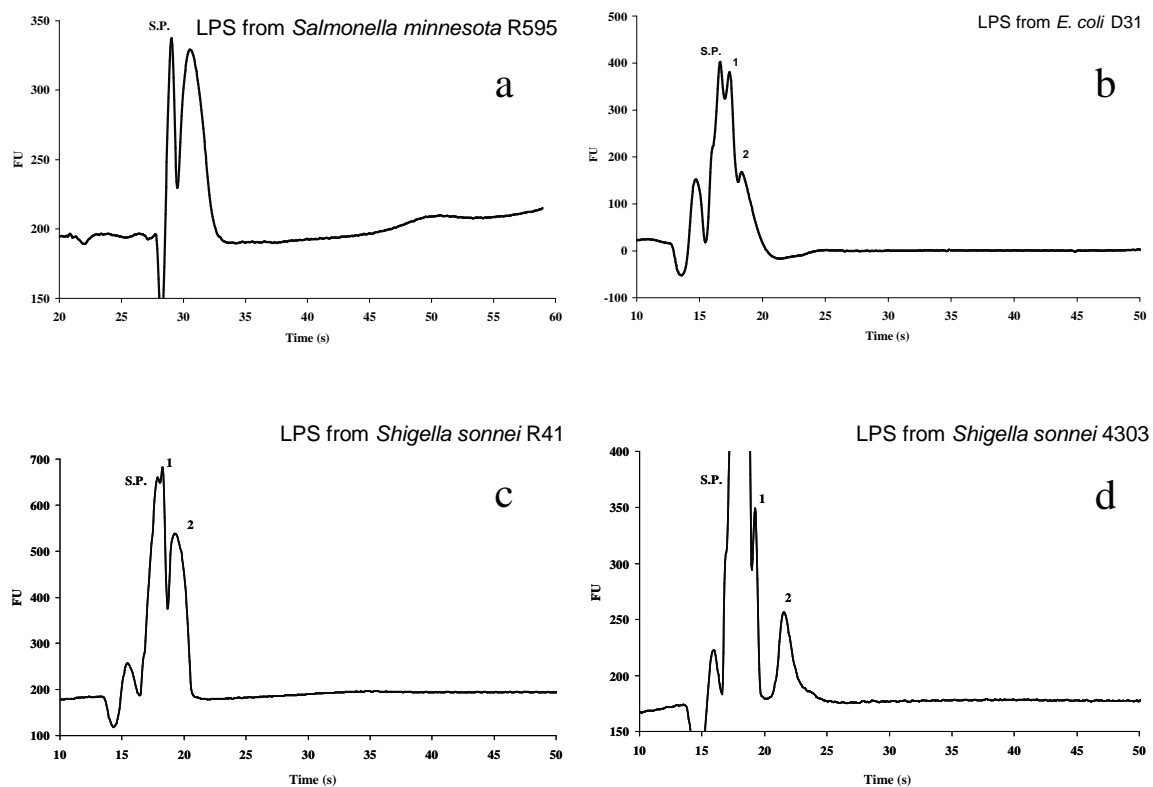 LPS from Salmonella minnesota R595
S.P.
a
350
300
250
200
150
FU
20 25 30 35 40 45 50 55 60
Time (s)
LPS from E. coli D31
S.P.
1
2
b
500
400
300
200
100
0
-100
FU
10 15 20 25 30 35 40 45 50
Time (s)
LPS from Shigella sonnei R41
1
S.P.
2
c
700
600
500
400
300
200
100
FU
10 15 20 25 30 35 40 45 50
Time (s)
LPS from Shigella sonnei 4303
S.P.
1
2
d
400
350
300
250
200
150
FU
10 15 20 25 30 35 40 45 50
Time (s)